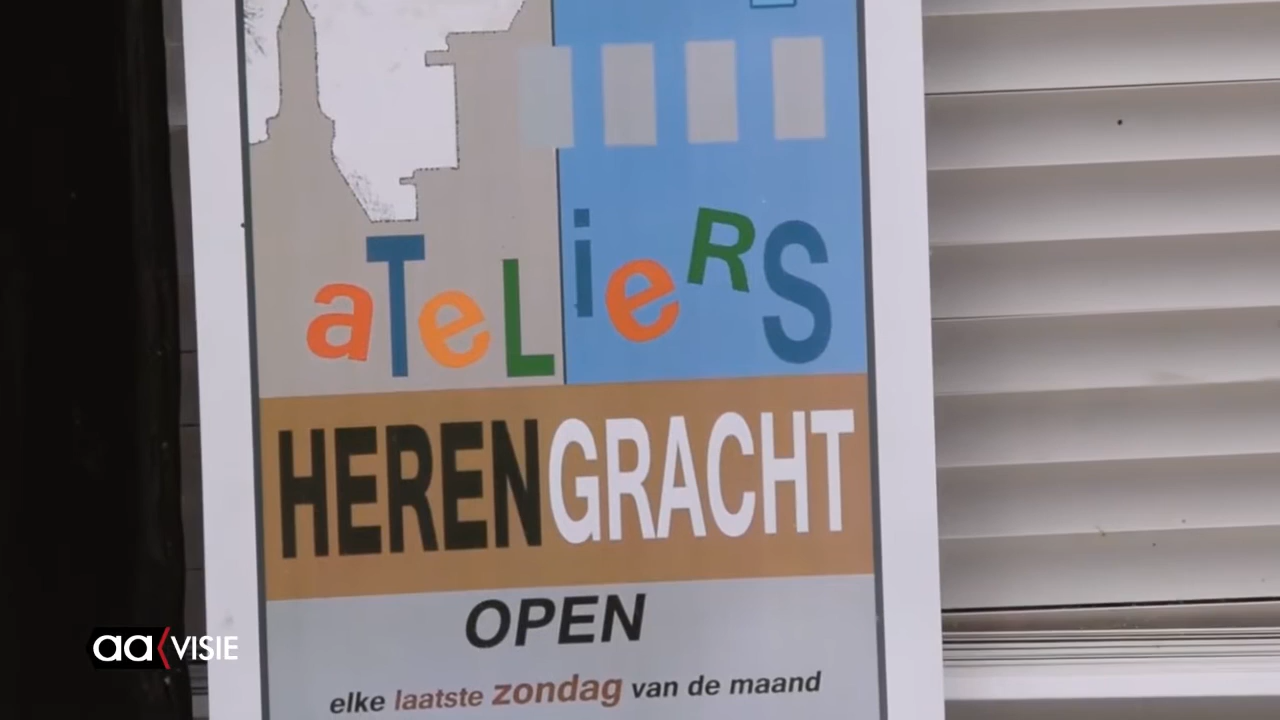 aTeLieRS
HERENGRACHT
OPEN
elke laatste zondag van de maand
aa VISIE